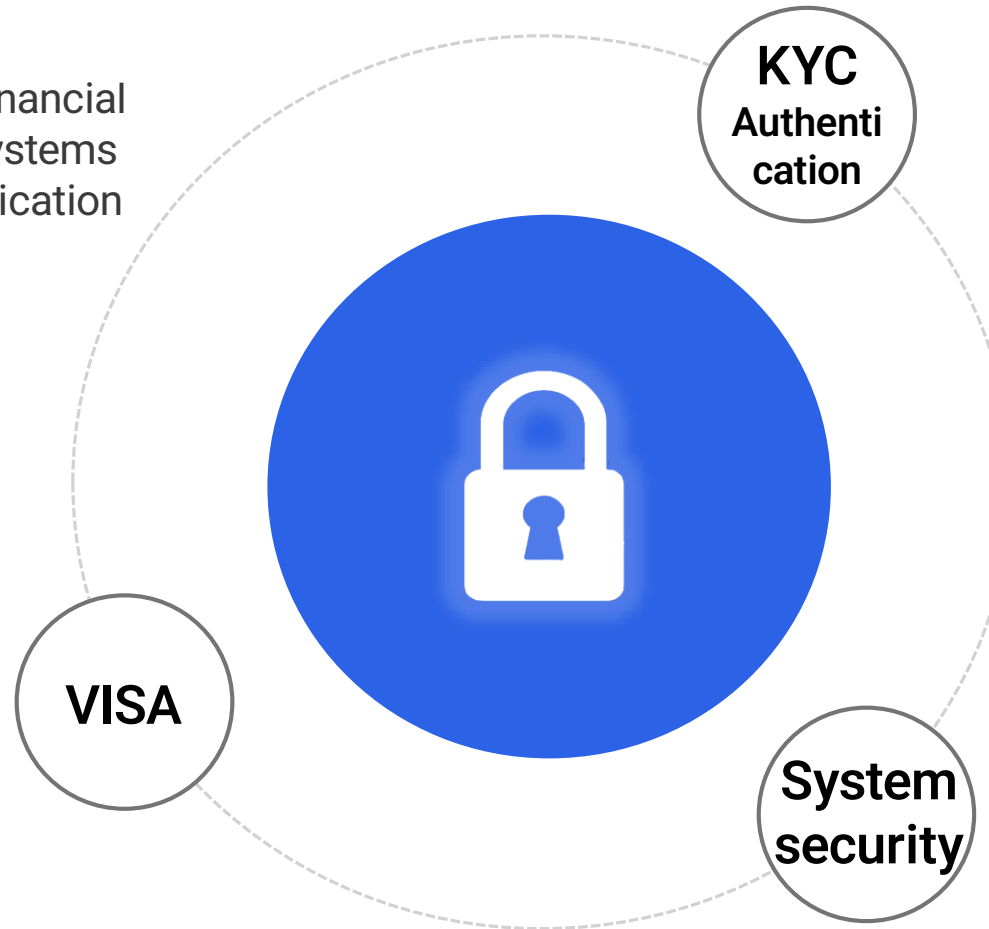 nancial
ystems
ication
KYC
Authenti
cation
VISA
System
security